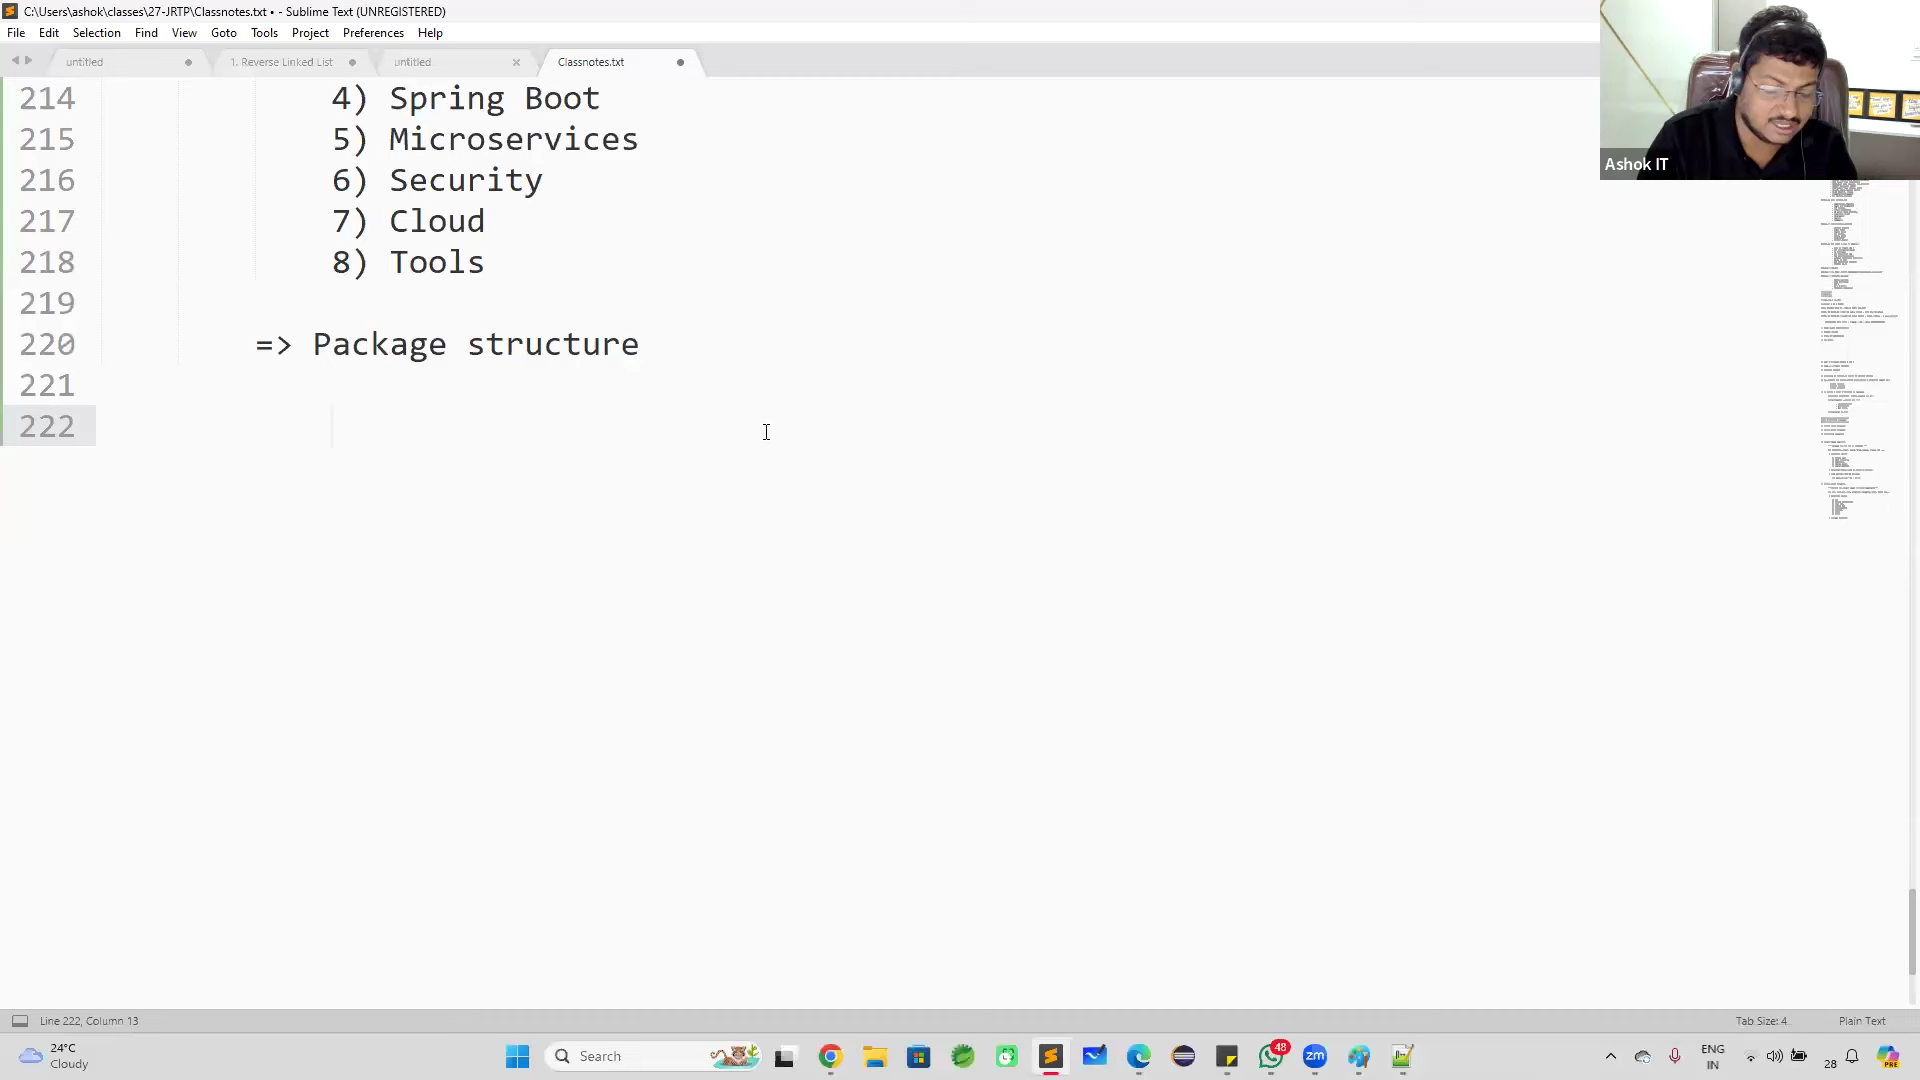 C:\Users\ashok\classes\27-JRTP\Classnotes.txt • - Sublime Text (UNREGISTERED)
File Edit Selection Find View Goto Tools Project Preferences Help
untitled
1. Reverse Linked List
untitled
Classnotes.txt
Ashok IT
214 4) Spring Boot
215 5) Microservices
216 6) Security
217 7) Cloud
218 8) Tools
219
220 => Package structure
221
222
Line 222, Column 13
Tab Size: 4
Plain Text
24°C
Cloudy
Search
48
zm
ENG
IN
28
PRE